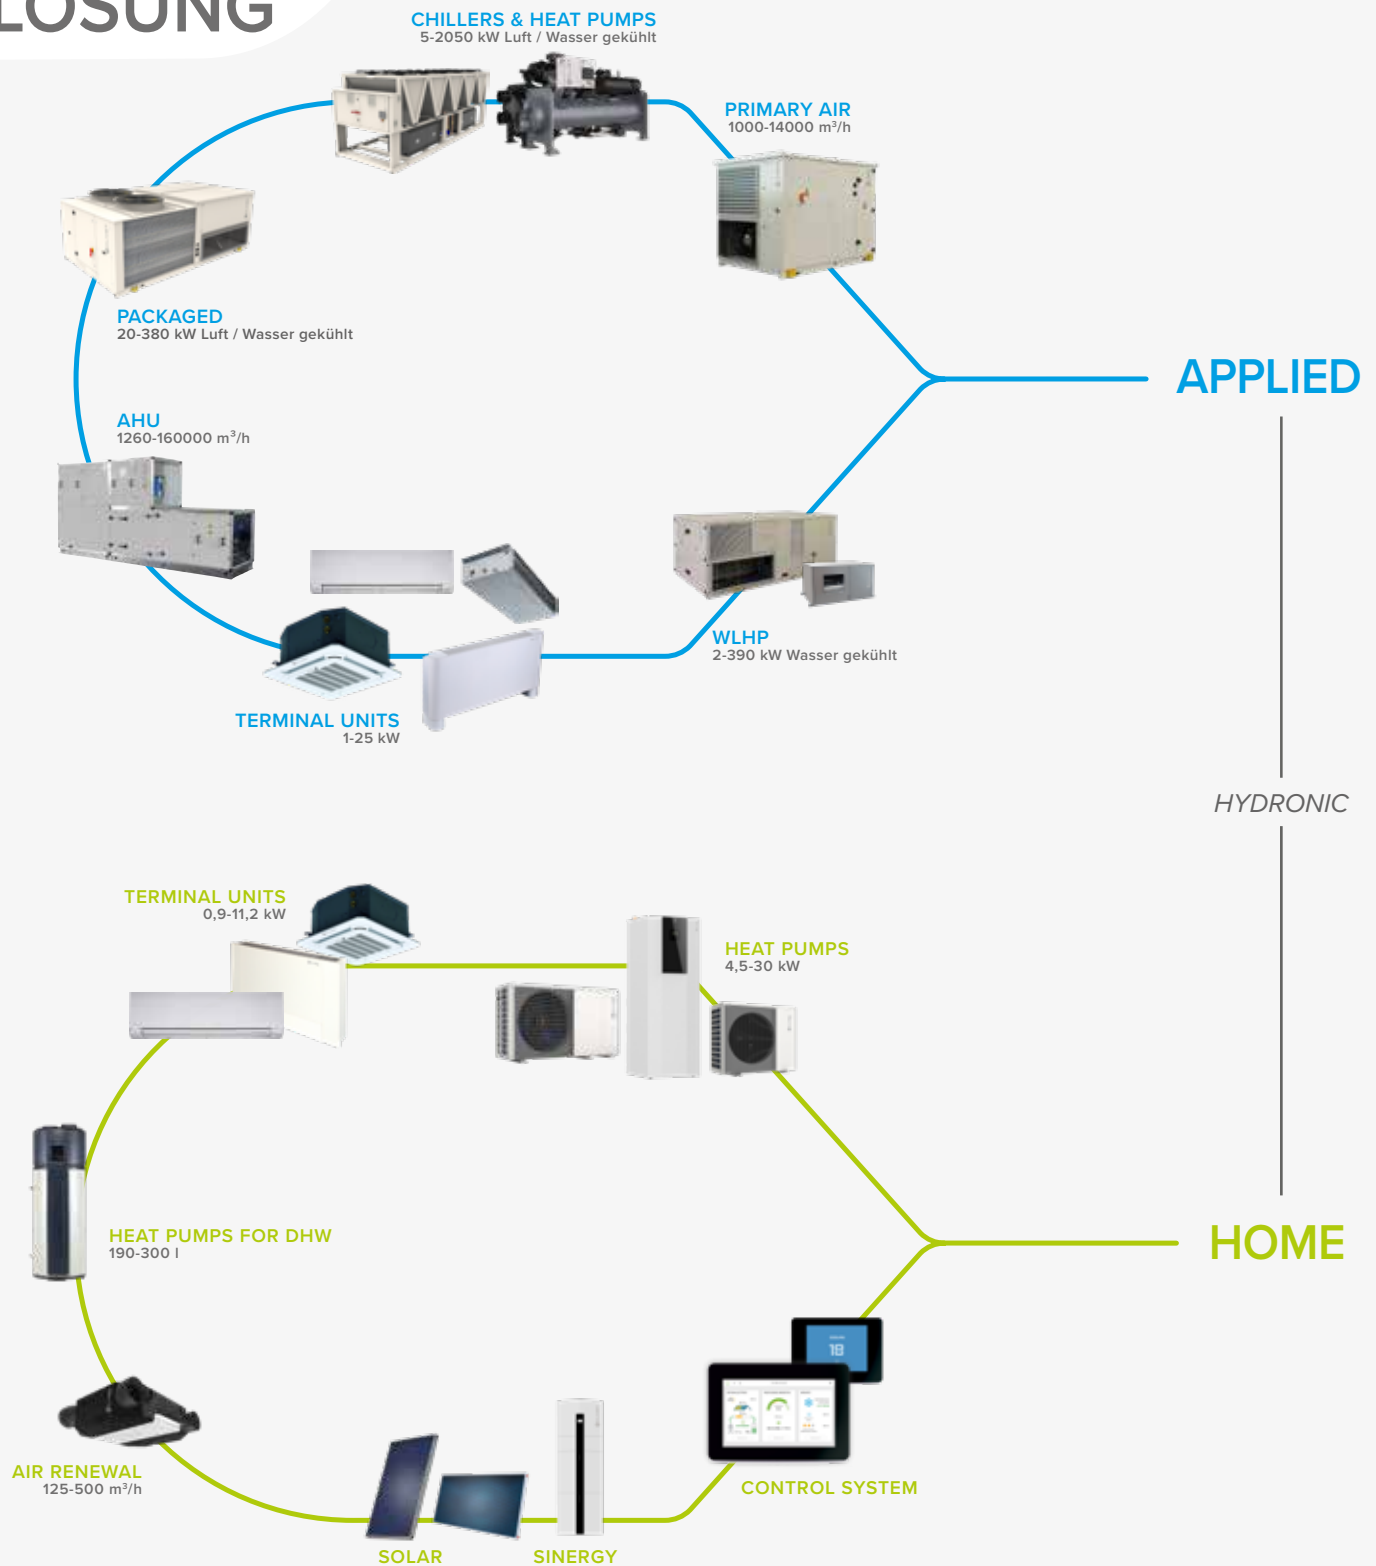 LÖSUNG
CHILLERS & HEAT PUMPS
5-2050 kW Luft / Wasser gekühlt
PRIMARY AIR
1000-14000 m³/h
PACKAGED
20-380 kW Luft / Wasser gekühlt
APPLIED
AHU
1260-160000 m³/h
WLHP
2-390 kW Wasser gekühlt
TERMINAL UNITS
1-25 kW
HYDRONIC
TERMINAL UNITS
0,9-11,2 kW
HEAT PUMPS
4,5-30 kW
HEAT PUMPS FOR DHW
190-300 l
HOME
18
AIR RENEWAL
125-500 m³/h
CONTROL SYSTEM
SOLAR
SINERGY